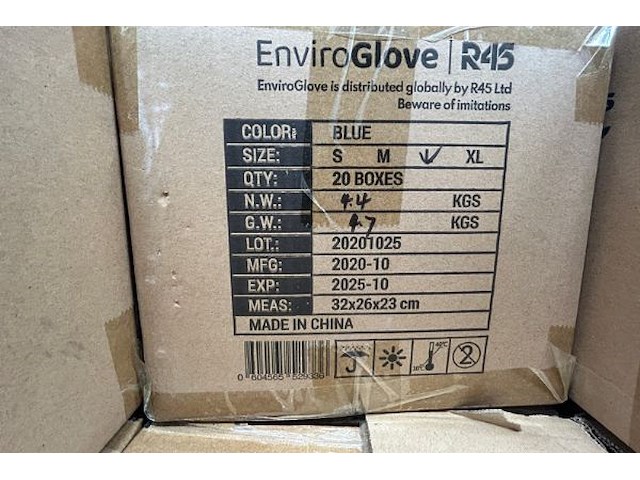 EnviroGlove | R45
EnviroGlove is distributed globally by R45 Ltd
Beware of imitations
COLOR: BLUE
SIZE: S M XL
QTY: 20 BOXES
N.W.: 4.4 KGS
G.W.: 4.7 KGS
LOT.: 20201025
MFG: 2020-10
EXP: 2025-10
MEAS: 32x26x23 cm
MADE IN CHINA